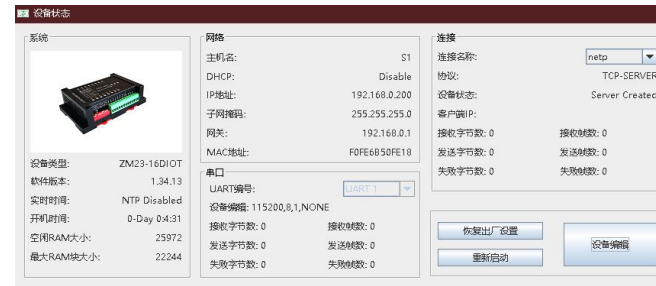 设备状态
系统
设备类型: ZM23-16DIOT
软件版本: 1.34.13
实时时间: NTP Disabled
开机时间: 0-Day 0:4:31
空闲RAM大小: 25972
最大RAM块大小: 22244
网络
主机名: S1
DHCP: Disable
IP地址: 192.168.0.200
子网掩码: 255.255.255.0
网关: 192.168.0.1
MAC地址: F0FE6B50FE18
串口
UART编号: UART 1
设备编辑: 115200,8,1,NONE
接收字节数: 0 接收帧数: 0
发送字节数: 0 发送帧数: 0
失败字节数: 0 失败帧数: 0
连接
连接名称: netp
协议: TCP-SERVER
设备状态: Server Created
客户端IP:
接收字节数: 0 接收帧数: 0
发送字节数: 0 发送帧数: 0
失败字节数: 0 失败帧数: 0
恢复出厂设置
重新启动
设备编辑